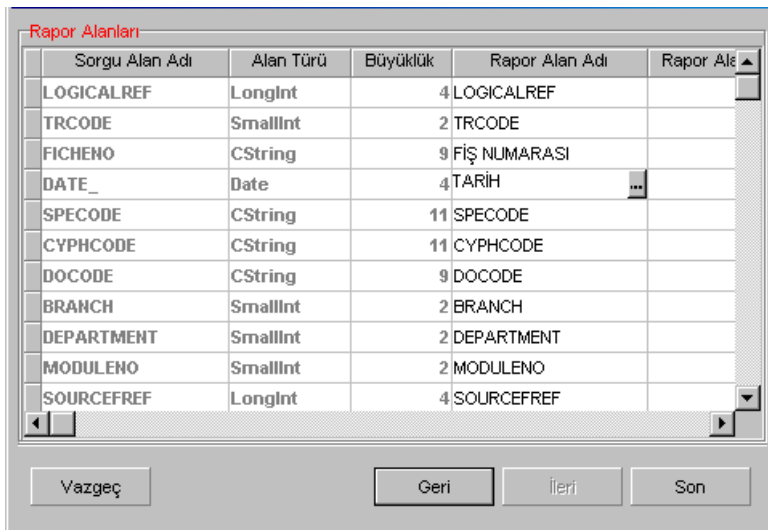 Rapor Alanları
Sorgu Alan Adı Alan Türü Büyüklük Rapor Alan Adı Rapor Ala
LOGICALREF LongInt 4 LOGICALREF
TRCODE SmallInt 2 TRCODE
FICHENO CString 9 FİŞ NUMARASI
DATE_ Date 4 TARİH ...
SPECODE CString 11 SPECODE
CYPHCODE CString 11 CYPHCODE
DOCODE CString 9 DOCODE
BRANCH SmallInt 2 BRANCH
DEPARTMENT SmallInt 2 DEPARTMENT
MODULENO SmallInt 2 MODULENO
SOURCEFREF LongInt 4 SOURCEFREF
Vazgeç Geri İleri Son